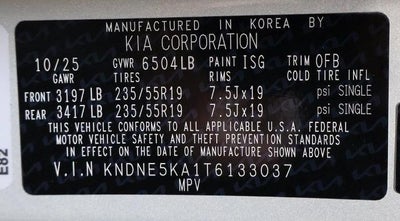 MANUFACTURED IN KOREA BY
KIA CORPORATION
10/25 GVWR 6504LB PAINT ISG TRIM OFB
GAWR TIRES RIMS COLD TIRE INFL
FRONT 3197 LB 235/55R19 7.5Jx19 psi SINGLE
REAR 3417 LB 235/55R19 7.5Jx19 psi SINGLE
THIS VEHICLE CONFORMS TO ALL APPLICABLE U.S.A. FEDERAL
MOTOR VEHICLE SAFETY AND THEFT PREVENTION STANDARDS
IN EFFECT ON THE DATE OF MANUFACTURE SHOWN ABOVE
V.I.N KNDNE5KA1T6133037
MPV
E82